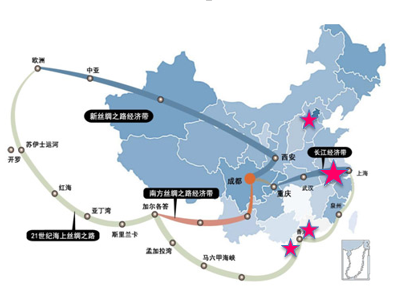 欧洲
中亚
新丝绸之路经济带
西安
长江经济带
成都
重庆
武汉
上海
苏伊士运河
开罗
红海
亚丁湾
斯里兰卡
加尔各答
南方丝绸之路经济带
21世纪海上丝绸之路
孟加拉湾
马六甲海峡
泉州
香